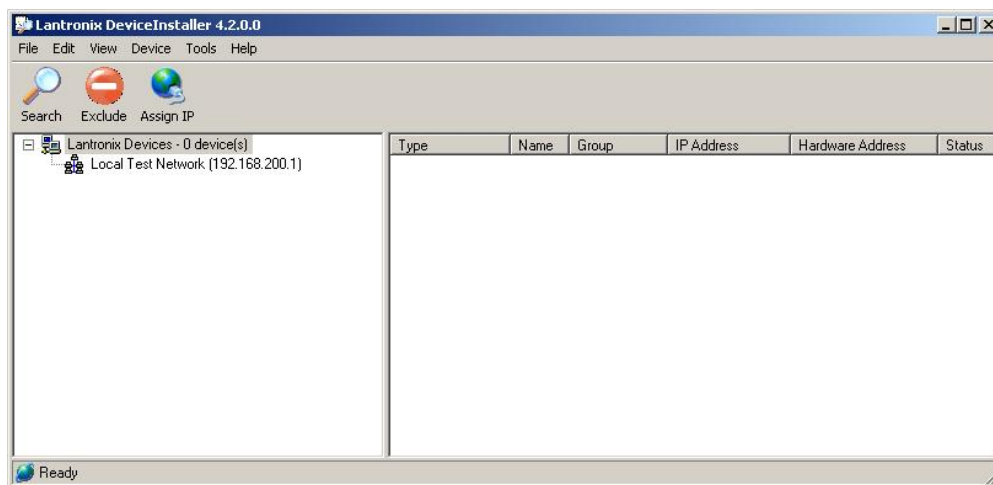 Lantronix DeviceInstaller 4.2.0.0
File Edit View Device Tools Help
Search Exclude Assign IP
Lantronix Devices - 0 device(s)
Local Test Network (192.168.200.1)
Type Name Group IP Address Hardware Address Status
Ready